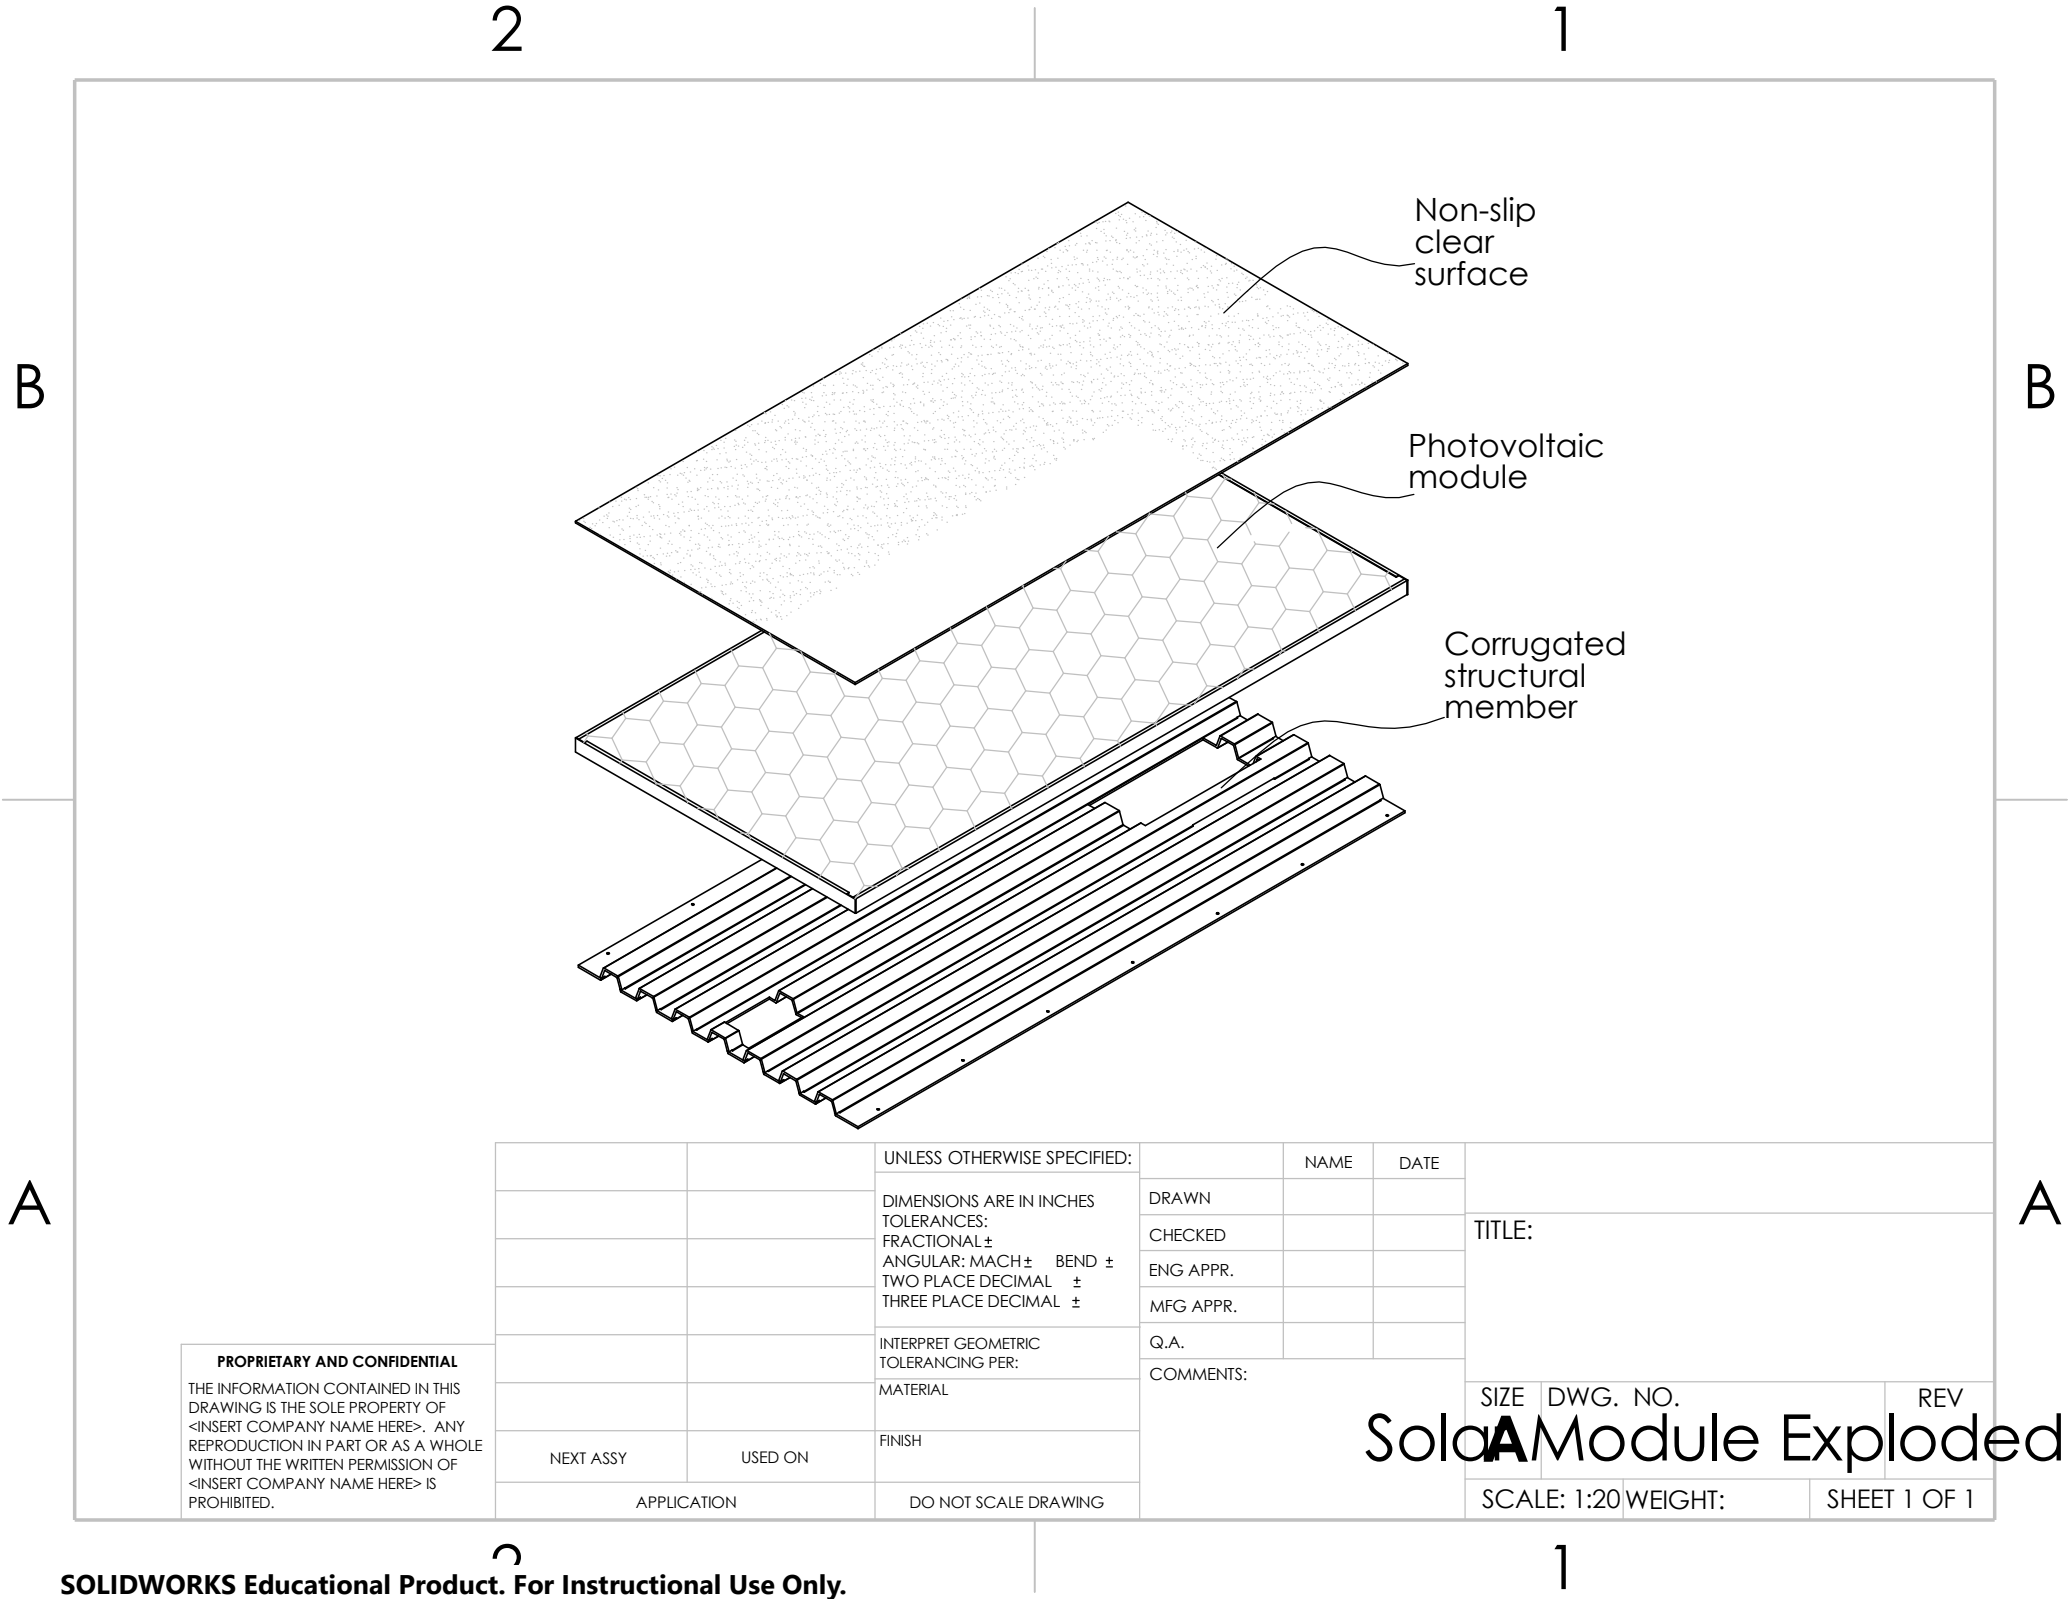 2
1
B
B
Non-slip
clear
surface
Photovoltaic
module
Corrugated
structural
member
A
A
UNLESS OTHERWISE SPECIFIED:
DIMENSIONS ARE IN INCHES
TOLERANCES:
FRACTIONAL ±
ANGULAR: MACH ± BEND ±
TWO PLACE DECIMAL ±
THREE PLACE DECIMAL ±
INTERPRET GEOMETRIC
TOLERANCING PER:
MATERIAL
FINISH
DO NOT SCALE DRAWING
NAME DATE
DRAWN
CHECKED
ENG APPR.
MFG APPR.
Q.A.
COMMENTS:
TITLE:
SIZE DWG. NO. REV
A
Module Exploded
SCALE: 1:20 WEIGHT: SHEET 1 OF 1
PROPRIETARY AND CONFIDENTIAL
THE INFORMATION CONTAINED IN THIS
DRAWING IS THE SOLE PROPERTY OF
<INSERT COMPANY NAME HERE>. ANY
REPRODUCTION IN PART OR AS A WHOLE
WITHOUT THE WRITTEN PERMISSION OF
<INSERT COMPANY NAME HERE> IS
PROHIBITED.
NEXT ASSY USED ON
APPLICATION
2
1
SOLIDWORKS Educational Product. For Instructional Use Only.